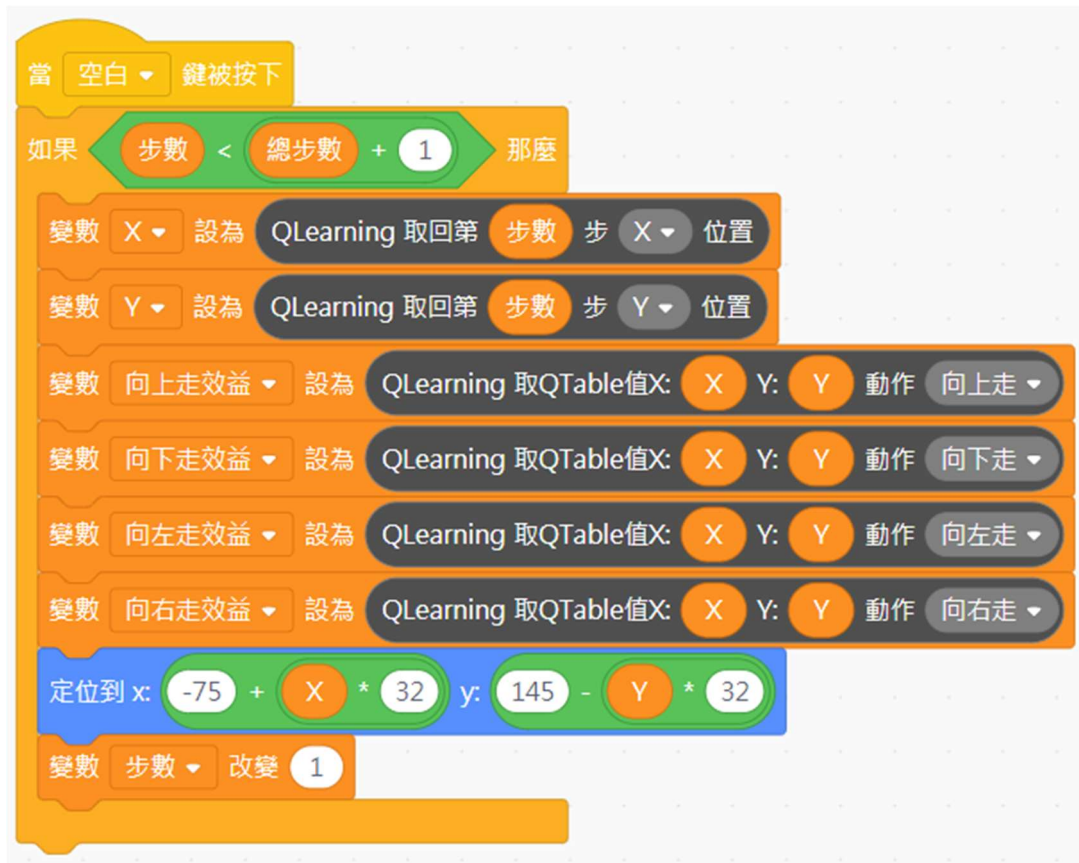 當 空白 鍵被按下
如果 步數 < 總步數 + 1 那麼
變數 X 設為 QLearning 取回第 步數 步 X 位置
變數 Y 設為 QLearning 取回第 步數 步 Y 位置
變數 向上走效益 設為 QLearning 取QTable值X: X Y: Y 動作 向上走
變數 向下走效益 設為 QLearning 取QTable值X: X Y: Y 動作 向下走
變數 向左走效益 設為 QLearning 取QTable值X: X Y: Y 動作 向左走
變數 向右走效益 設為 QLearning 取QTable值X: X Y: Y 動作 向右走
定位到 x: -75 + X * 32 y: 145 - Y * 32
變數 步數 改變 1